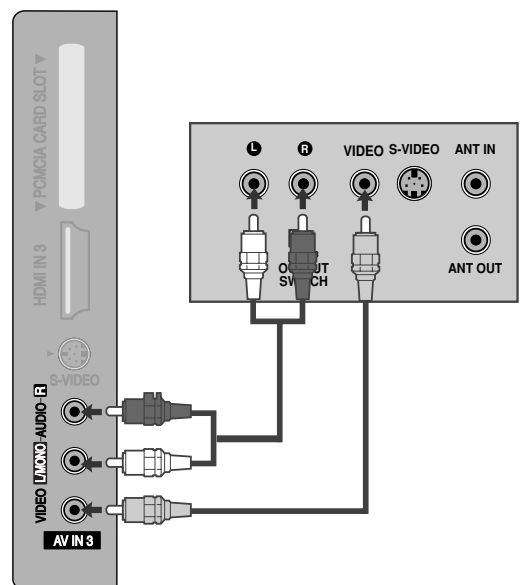 ▼ PCMCIA CARD SLOT ▼
HDMI IN 3
S-VIDEO
VIDEO L/MONO AUDIO R
AV IN 3
L R VIDEO S-VIDEO ANT IN
ANT OUT
SWITCH